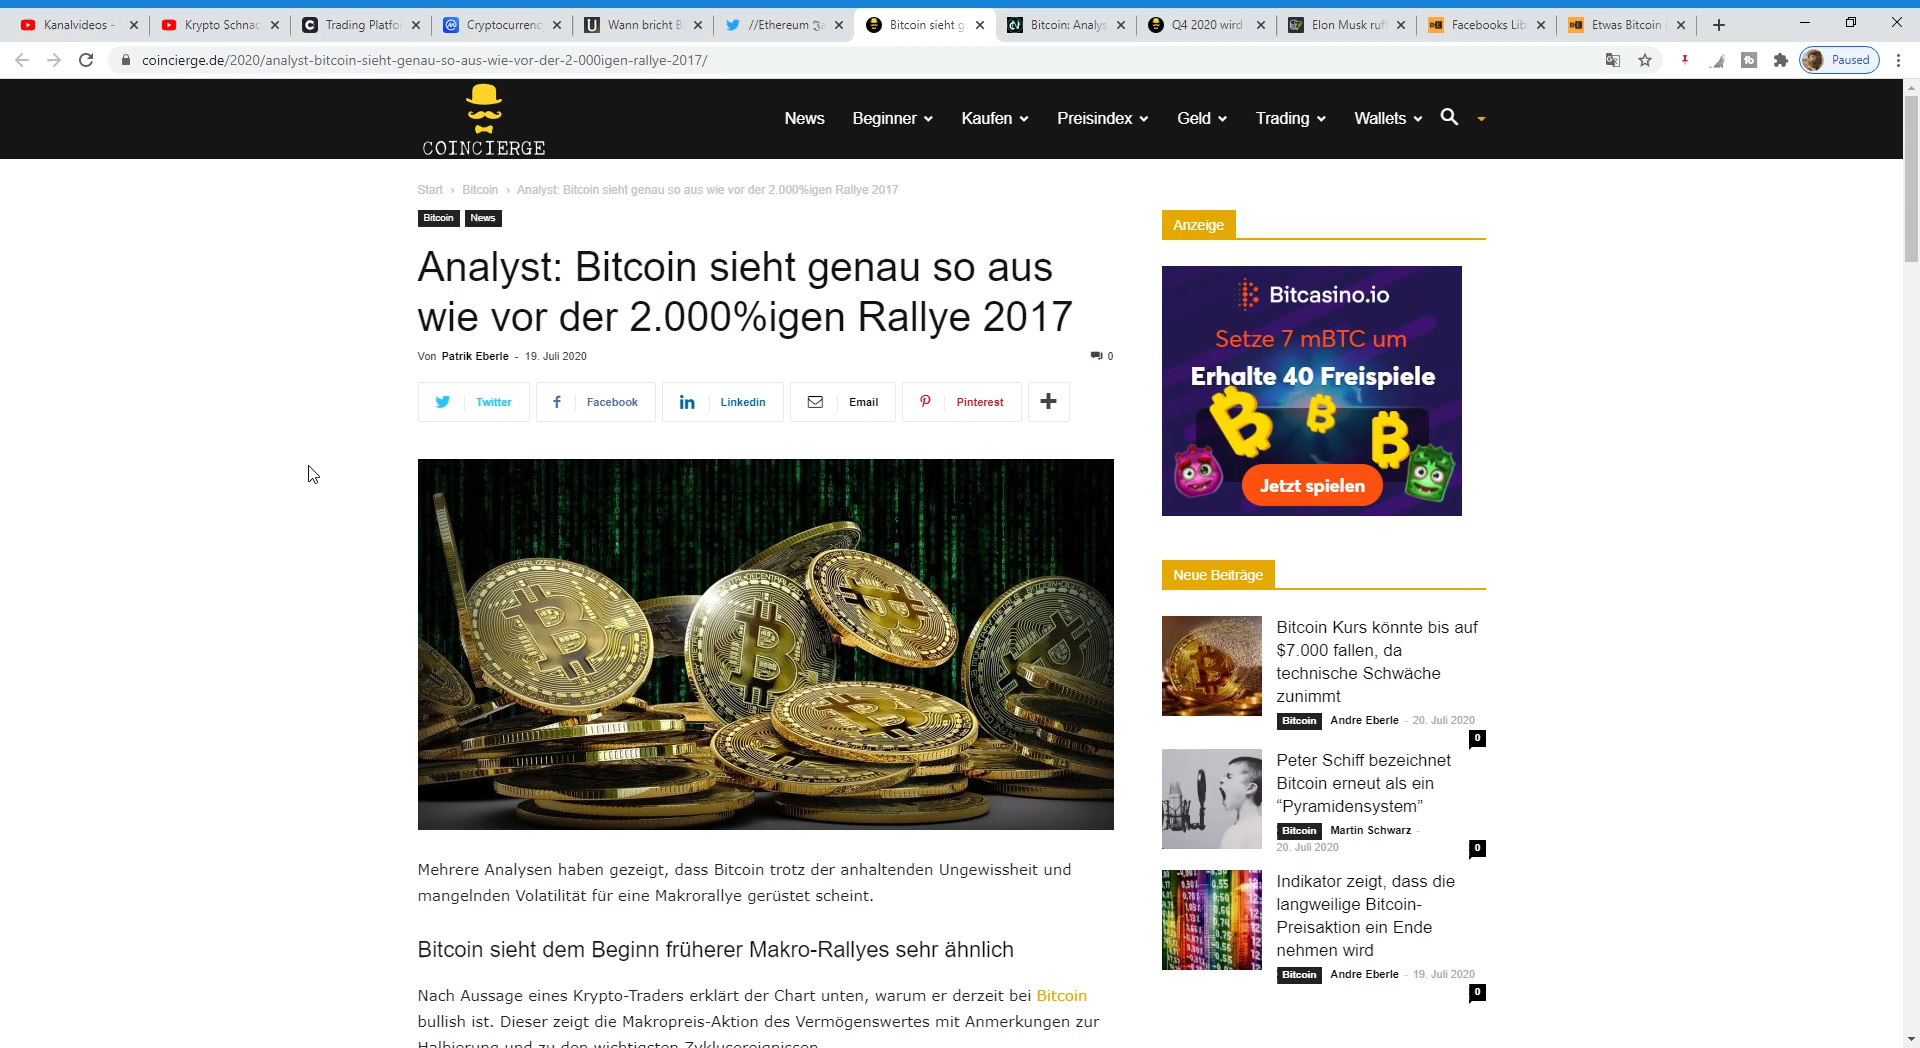 Kanalvideos -
Krypto Schnac
Trading Platfo
Cryptocurrenc
Wann bricht B
//Ethereum
Bitcoin sieht g
Bitcoin: Analys
Q4 2020 wird
Elon Musk ruft
Facebooks Lib
Etwas Bitcoin
coincierge.de/2020/analyst-bitcoin-sieht-genau-so-aus-wie-vor-der-2-000igen-rallye-2017/
Paused
COINCIERGE
News Beginner Kaufen Preisindex Geld Trading Wallets
Start › Bitcoin › Analyst: Bitcoin sieht genau so aus wie vor der 2.000%igen Rallye 2017
Bitcoin News
Analyst: Bitcoin sieht genau so aus
wie vor der 2.000%igen Rallye 2017
Von Patrik Eberle - 19. Juli 2020
0
Twitter
Facebook
Linkedin
Email
Pinterest
Mehrere Analysen haben gezeigt, dass Bitcoin trotz der anhaltenden Ungewissheit und
mangelnden Volatilität für eine Makrorallye gerüstet scheint.
Bitcoin sieht dem Beginn früherer Makro-Rallyes sehr ähnlich
Nach Aussage eines Krypto-Traders erklärt der Chart unten, warum er derzeit bei Bitcoin
bullish ist. Dieser zeigt die Makropreis-Aktion des Vermögenswertes mit Anmerkungen zur
Halbierung und zu den wichtigsten Zyklusereignissen.
Anzeige
Bitcasino.io
Setze 7 mBTC um
Erhalte 40 Freispiele
Jetzt spielen
Neue Beiträge
Bitcoin Kurs könnte bis auf
$7.000 fallen, da
technische Schwäche
zunimmt
Bitcoin Andre Eberle - 20. Juli 2020
0
Peter Schiff bezeichnet
Bitcoin erneut als ein
“Pyramidensystem”
Bitcoin Martin Schwarz -
20. Juli 2020
0
Indikator zeigt, dass die
langweilige Bitcoin-
Preisaktion ein Ende
nehmen wird
Bitcoin Andre Eberle - 19. Juli 2020
0